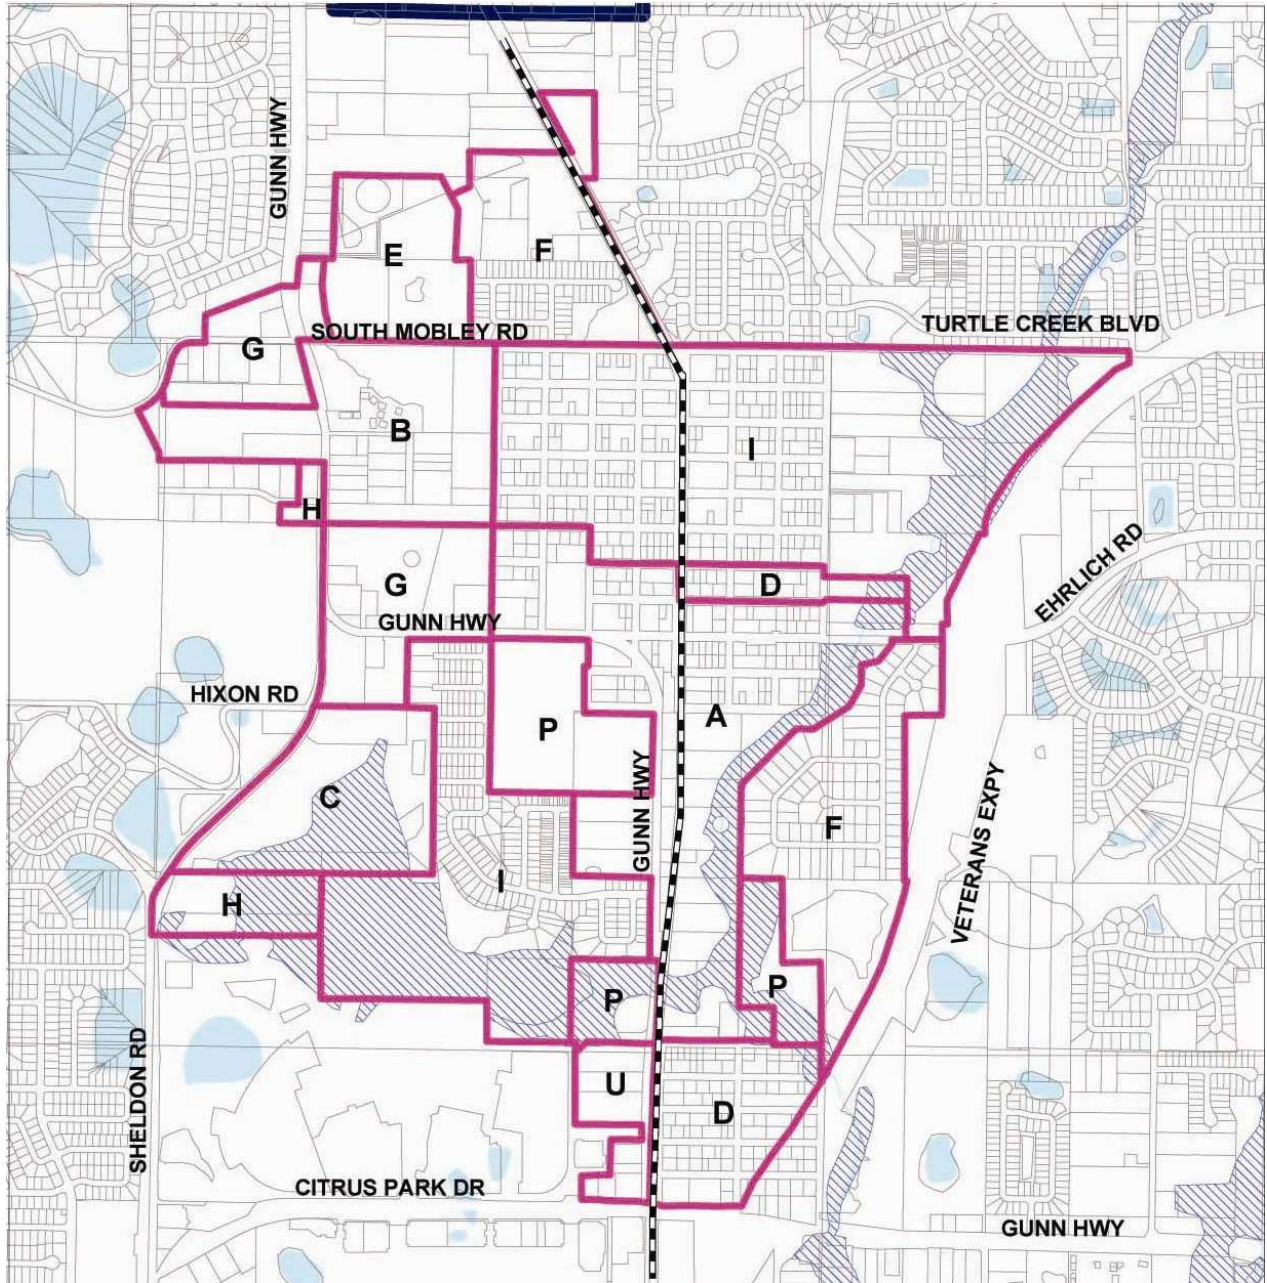 GUNN HWY
E
F
SOUTH MOBLEY RD
TURTLE CREEK BLVD
G
B
I
H
EHRLICH RD
G
D
GUNN HWY
HIXON RD
A
P
C
GUNN HWY
F
VETERANS EXPY
I
H
P
P
SHELDON RD
U
D
CITRUS PARK DR
GUNN HWY